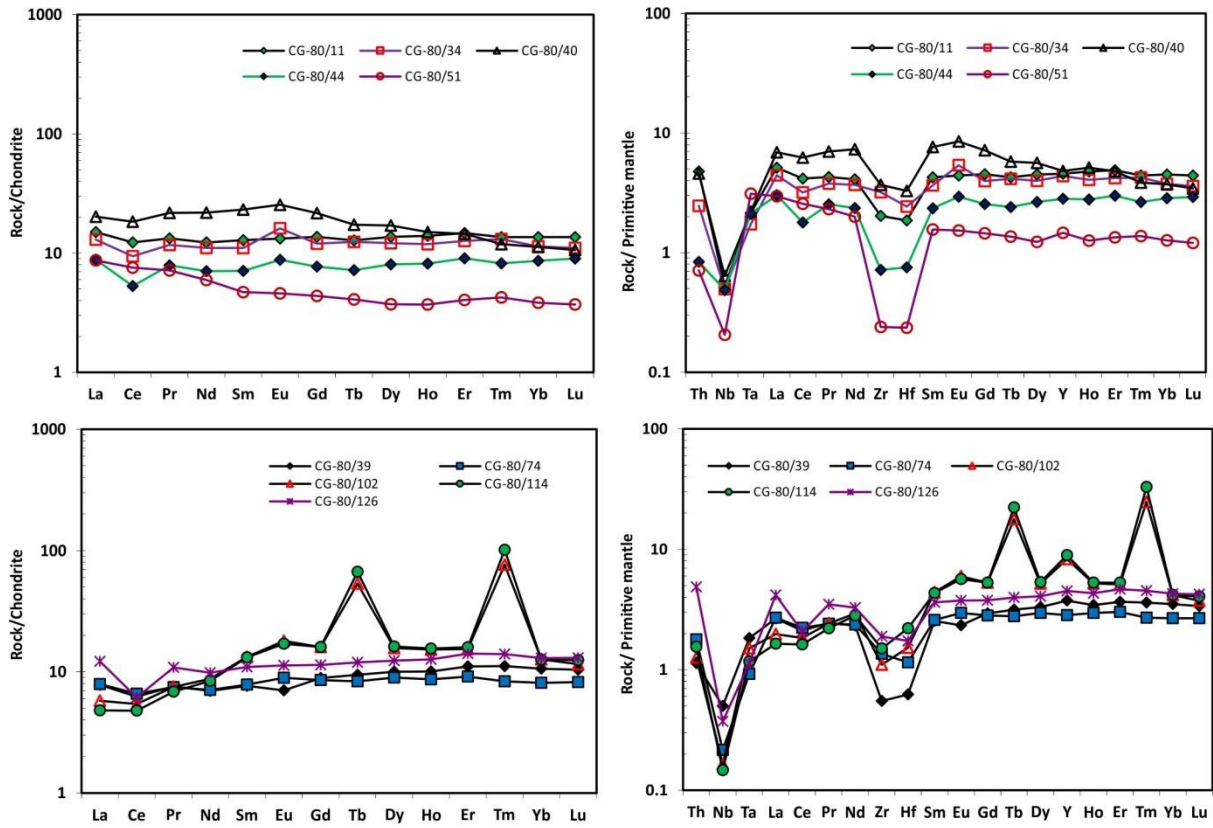 1000
100
10
1
Rock/Chondrite
CG-80/11 CG-80/34 CG-80/40
CG-80/44 CG-80/51
La Ce Pr Nd Sm Eu Gd Tb Dy Ho Er Tm Yb Lu
100
10
1
0.1
Rock/ Primitive mantle
CG-80/11 CG-80/34 CG-80/40
CG-80/44 CG-80/51
Th Nb Ta La Ce Pr Nd Zr Hf Sm Eu Gd Tb Dy Y Ho Er Tm Yb Lu
1000
100
10
1
Rock/Chondrite
CG-80/39 CG-80/74
CG-80/102 CG-80/114
CG-80/126
La Ce Pr Nd Sm Eu Gd Tb Dy Ho Er Tm Yb Lu
100
10
1
0.1
Rock/ Primitive mantle
CG-80/39 CG-80/74 CG-80/102
CG-80/114 CG-80/126
Th Nb Ta La Ce Pr Nd Zr Hf Sm Eu Gd Tb Dy Y Ho Er Tm Yb Lu